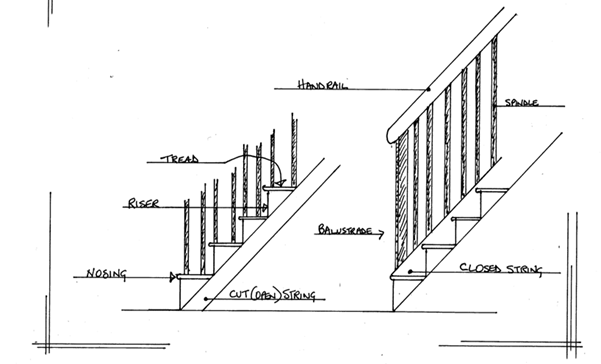 HANDRAIL
SPINDLE
TREAD
RISER
BALUSTRADE
NOSING
CLOSED STRING
CUT(OPEN)STRING